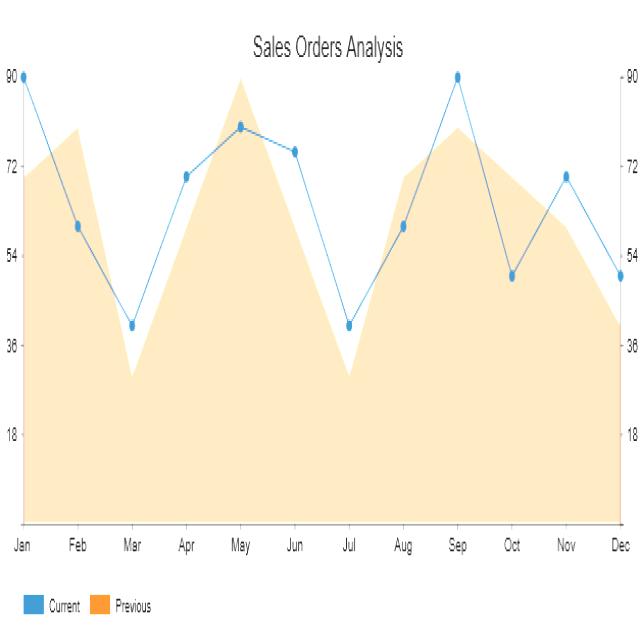 Sales Orders Analysis
90 90
72 72
54 54
36 36
18 18
Jan Feb Mar Apr May Jun Jul Aug Sep Oct Nov Dec
Current Previous